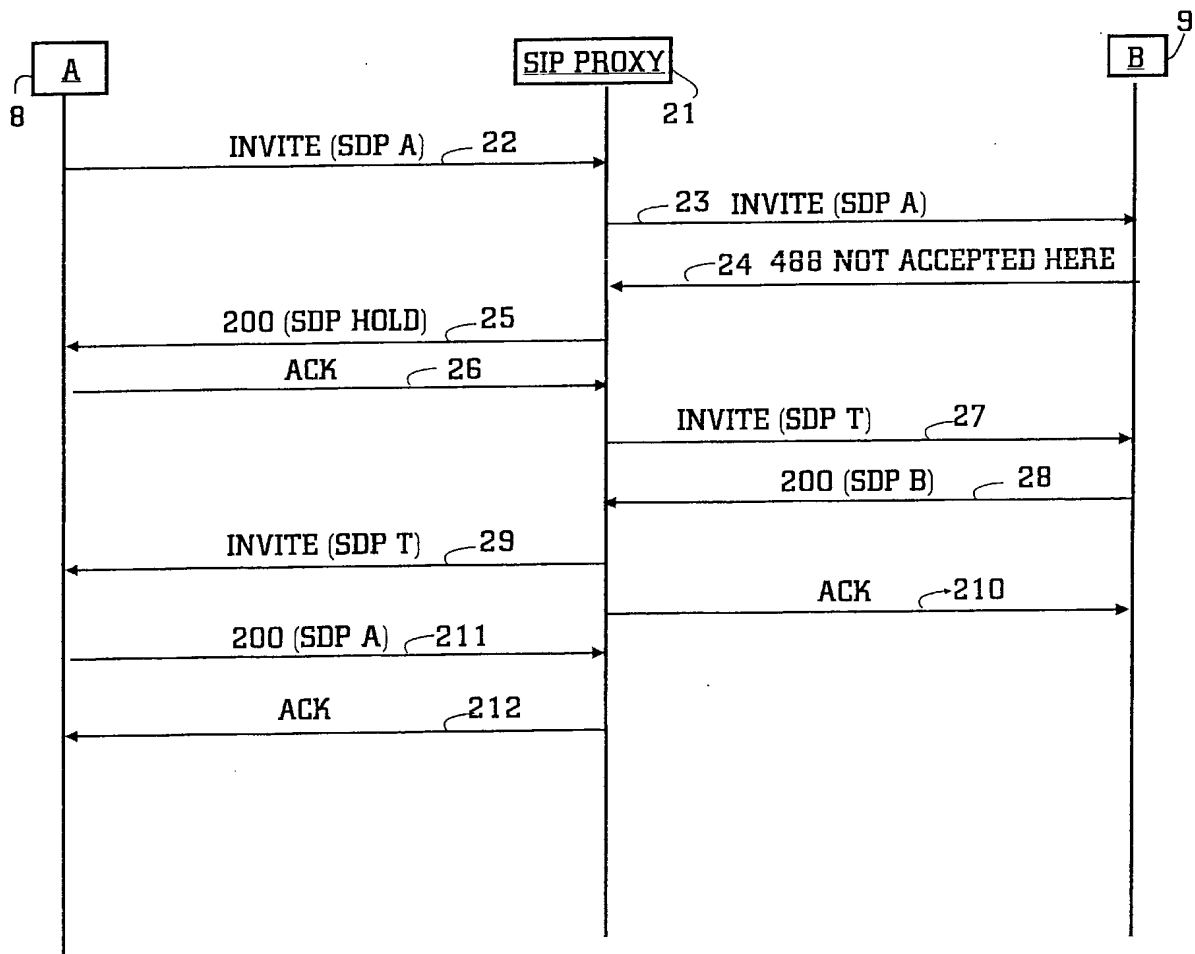 A
8
SIP PROXY
21
B
9
INVITE (SDP A) 22
23 INVITE (SDP A)
24 488 NOT ACCEPTED HERE
200 (SDP HOLD) 25
ACK 26
INVITE (SDP T) 27
200 (SDP B) 28
INVITE (SDP T) 29
ACK 210
200 (SDP A) 211
ACK 212